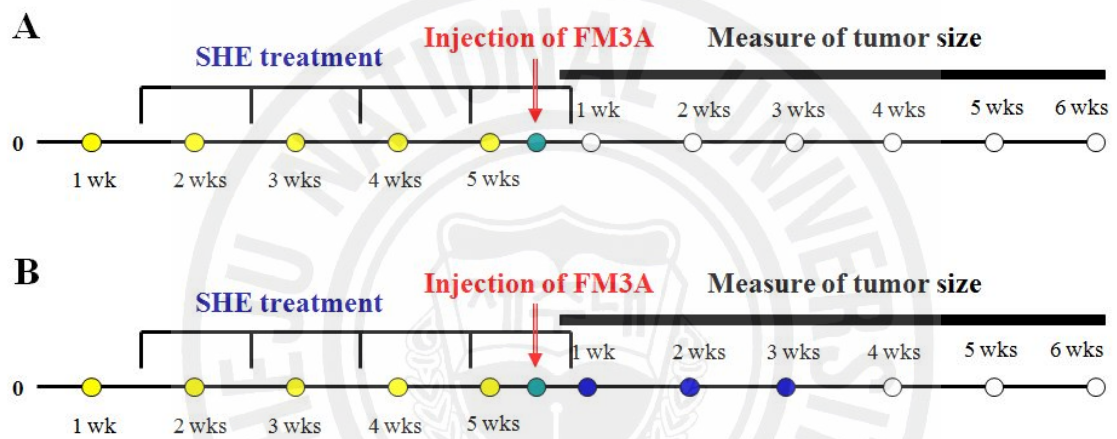 A
Injection of FM3A
Measure of tumor size
SHE treatment
1 wk 2 wks 3 wks 4 wks 5 wks 6 wks
0
1 wk 2 wks 3 wks 4 wks 5 wks
B
Injection of FM3A
Measure of tumor size
SHE treatment
1 wk 2 wks 3 wks 4 wks 5 wks 6 wks
0
1 wk 2 wks 3 wks 4 wks 5 wks
NATIONAL UNIVERSI